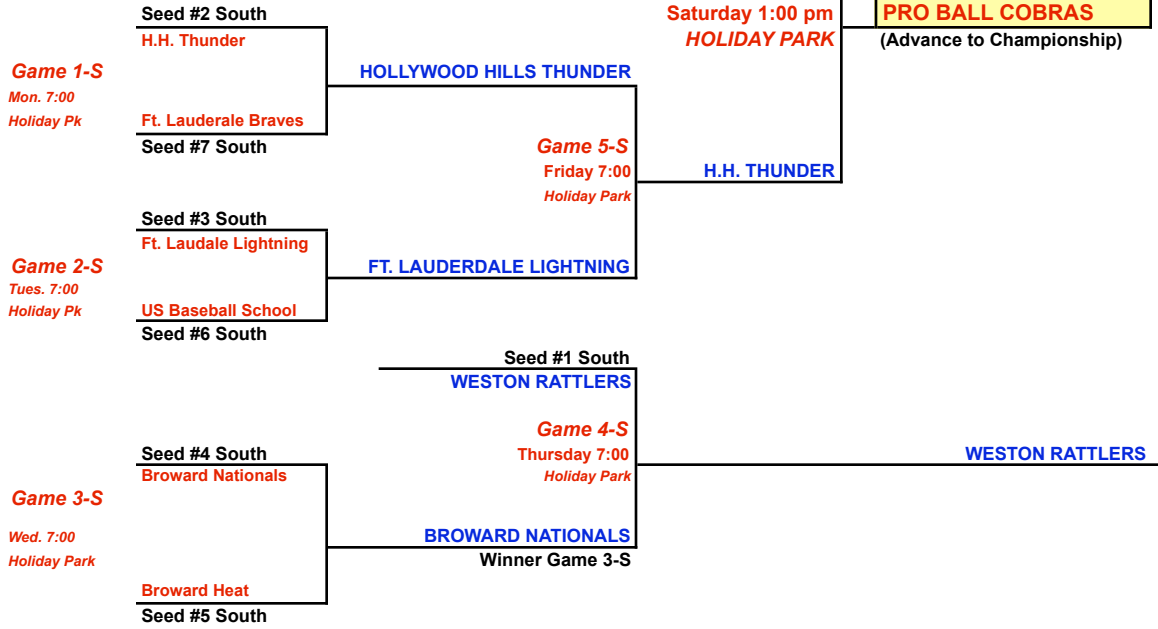 Seed #2 South
Saturday 1:00 pm
PRO BALL COBRAS
H.H. Thunder
HOLIDAY PARK
(Advance to Championship)
Game 1-S
HOLLYWOOD HILLS THUNDER
Mon. 7:00
Holiday Pk
Ft. Lauderale Braves
Seed #7 South
Game 5-S
Friday 7:00
H.H. THUNDER
Holiday Park
Seed #3 South
Ft. Laudale Lightning
Game 2-S
FT. LAUDERDALE LIGHTNING
Tues. 7:00
Holiday Pk
US Baseball School
Seed #6 South
Seed #1 South
WESTON RATTLERS
Game 4-S
Seed #4 South
Thursday 7:00
WESTON RATTLERS
Broward Nationals
Holiday Park
Game 3-S
Wed. 7:00
BROWARD NATIONALS
Holiday Park
Winner Game 3-S
Broward Heat
Seed #5 South